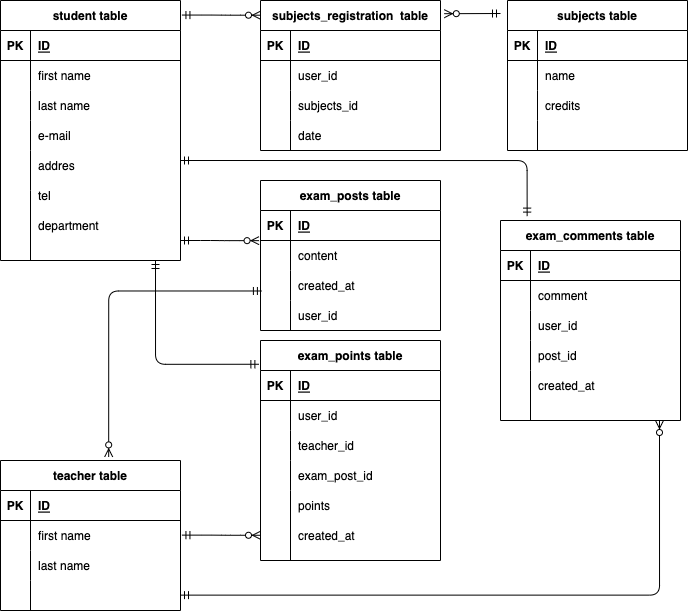 student table
PK ID
first name
last name
e-mail
addres
tel
department
subjects_registration table
PK ID
user_id
subjects_id
date
subjects table
PK ID
name
credits
exam_posts table
PK ID
content
created_at
user_id
exam_comments table
PK ID
comment
user_id
post_id
created_at
exam_points table
PK ID
user_id
teacher_id
exam_post_id
points
created_at
teacher table
PK ID
first name
last name